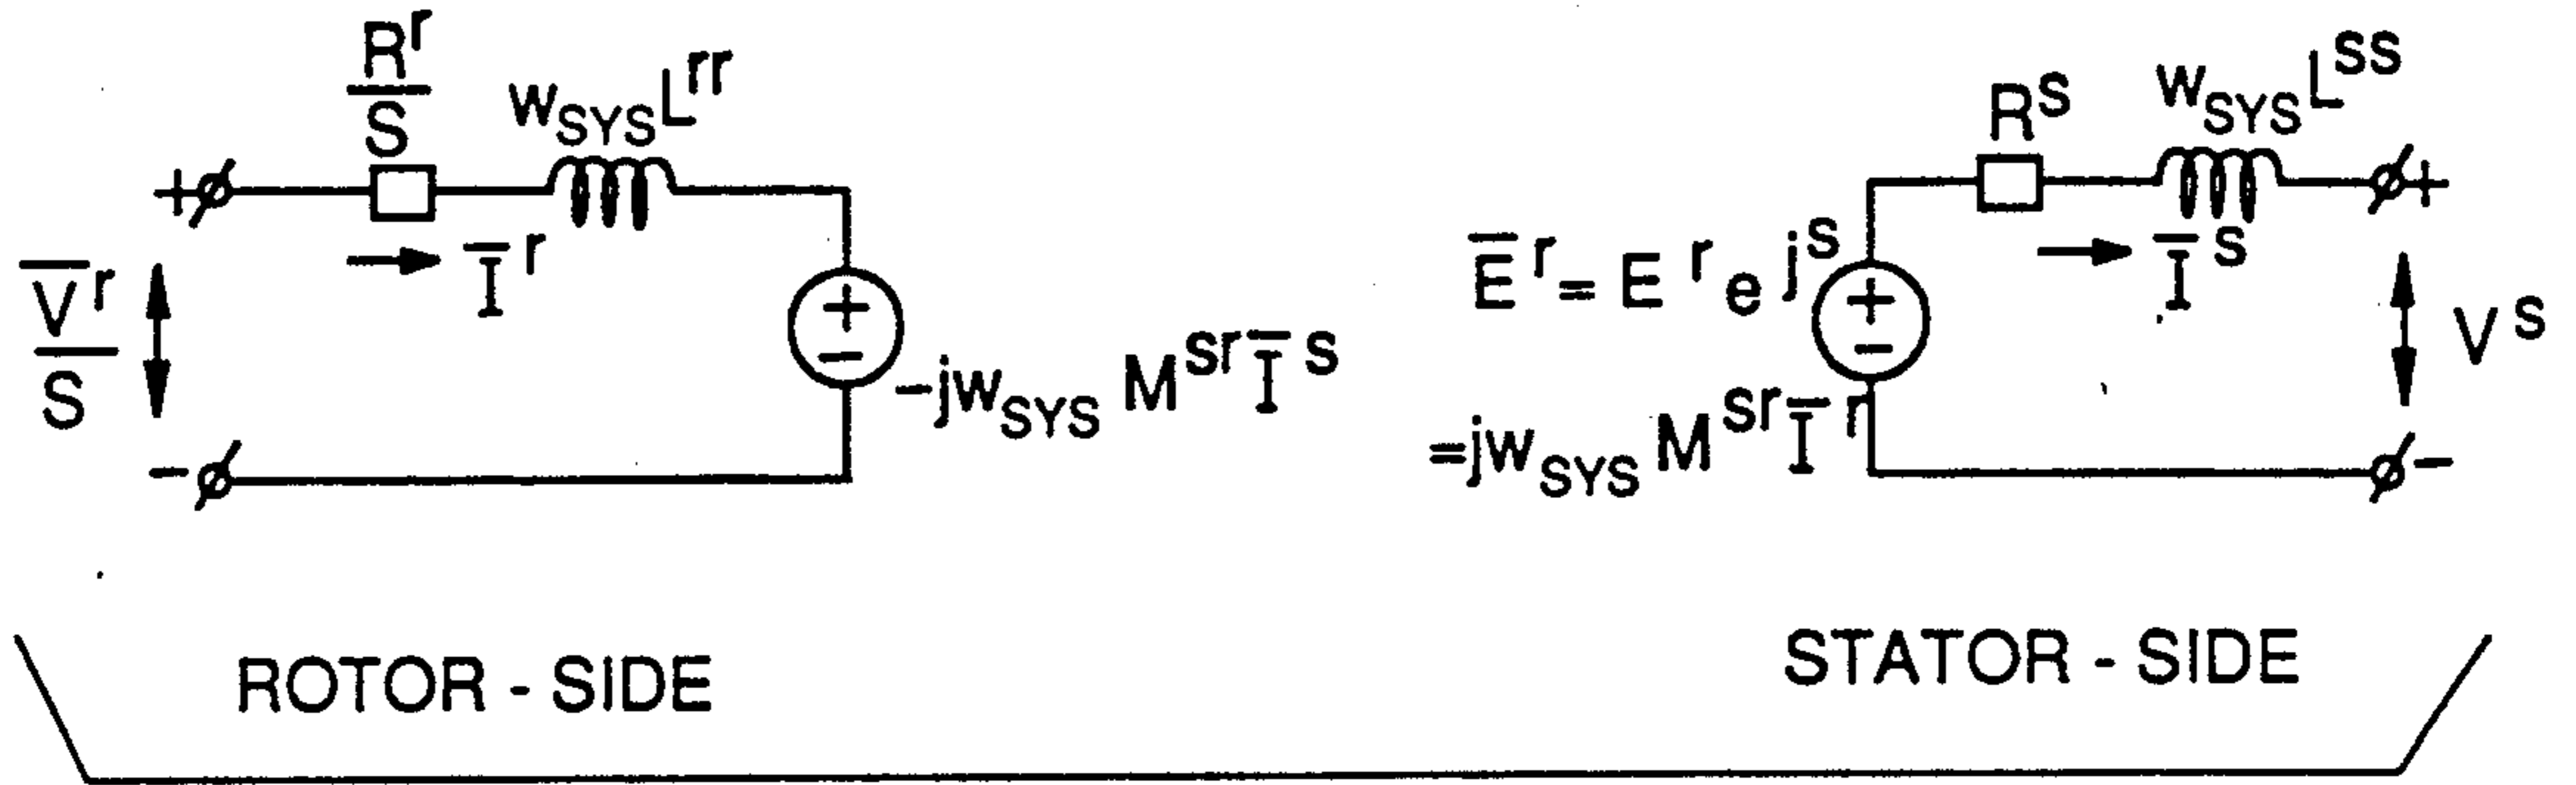 R^r / S
w_SYS L^rr
+
I̅^r
V̅^r / S
+
−
−jw_SYS M^sr I̅^s
−
ROTOR - SIDE
R^s
w_SYS L^ss
+
I̅^s
E̅^r = E^r e^js
+
−
=jw_SYS M^sr I̅^r
V^s
−
STATOR - SIDE